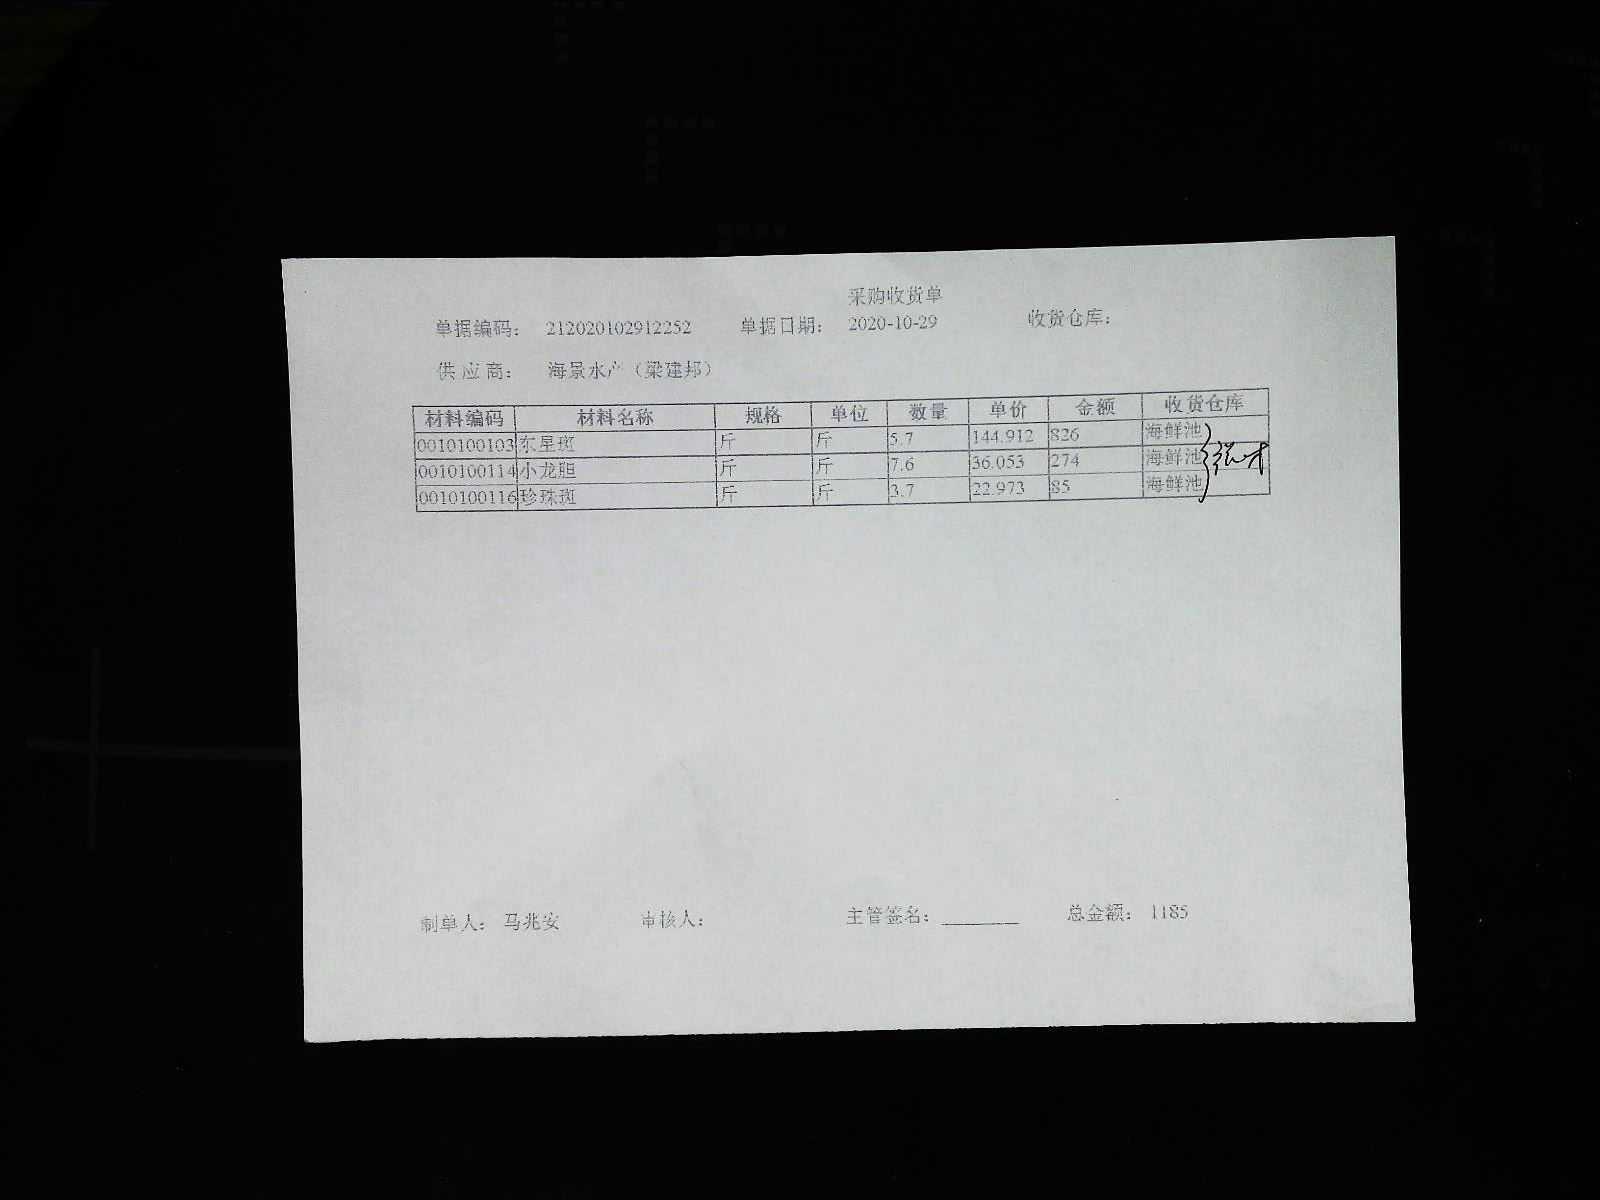 采购收货单
单据编码: 212020102912252 单据日期: 2020-10-29 收货仓库:
供应商: 海景水产(梁建邦)
材料编码 材料名称 规格 单位 数量 单价 金额 收货仓库
0010100103 东星斑 斤 斤 5.7 144.912 826 海鲜池
0010100114 小龙胆 斤 斤 7.6 36.053 274 海鲜池
0010100116 珍珠斑 斤 斤 3.7 22.973 85 海鲜池
制单人: 马兆安 审核人: 主管签名: ________ 总金额: 1185